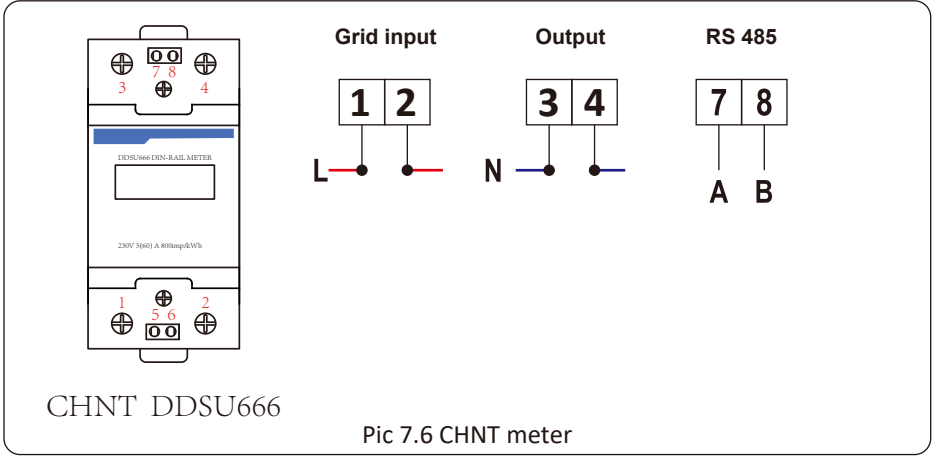 7 8
3 4
DDSU666 DIN-RAIL METER
230V 5(60) A 800imp/kWh
1 2
5 6
CHNT DDSU666
Grid input
1 2
L
Output
3 4
N
RS 485
7 8
A B
Pic 7.6 CHNT meter